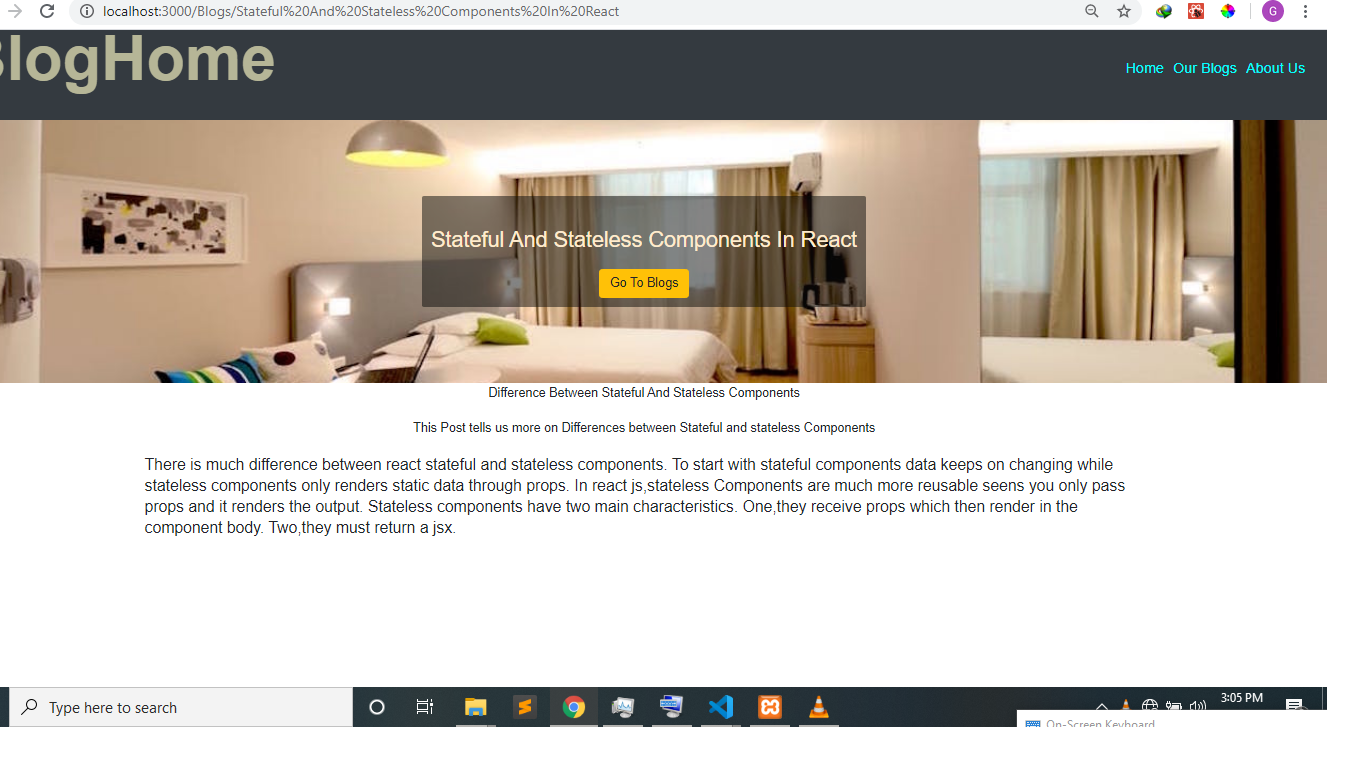 localhost:3000/Blogs/Stateful%20And%20Stateless%20Components%20In%20React
G
BlogHome
Home Our Blogs About Us
Stateful And Stateless Components In React
Go To Blogs
Difference Between Stateful And Stateless Components
This Post tells us more on Differences between Stateful and stateless Components
There is much difference between react stateful and stateless components. To start with stateful components data keeps on changing while
stateless components only renders static data through props. In react js,stateless Components are much more reusable seens you only pass
props and it renders the output. Stateless components have two main characteristics. One,they receive props which then render in the
component body. Two,they must return a jsx.
Type here to search
3:05 PM
On-Screen Keyboard